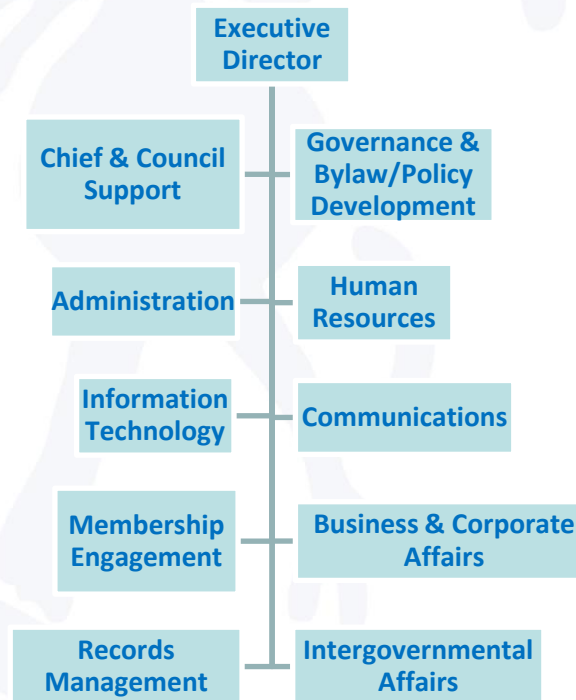 Executive
Director
Chief & Council
Support
Governance &
Bylaw/Policy
Development
Administration
Human
Resources
Information
Technology
Communications
Membership
Engagement
Business & Corporate
Affairs
Records
Management
Intergovernmental
Affairs